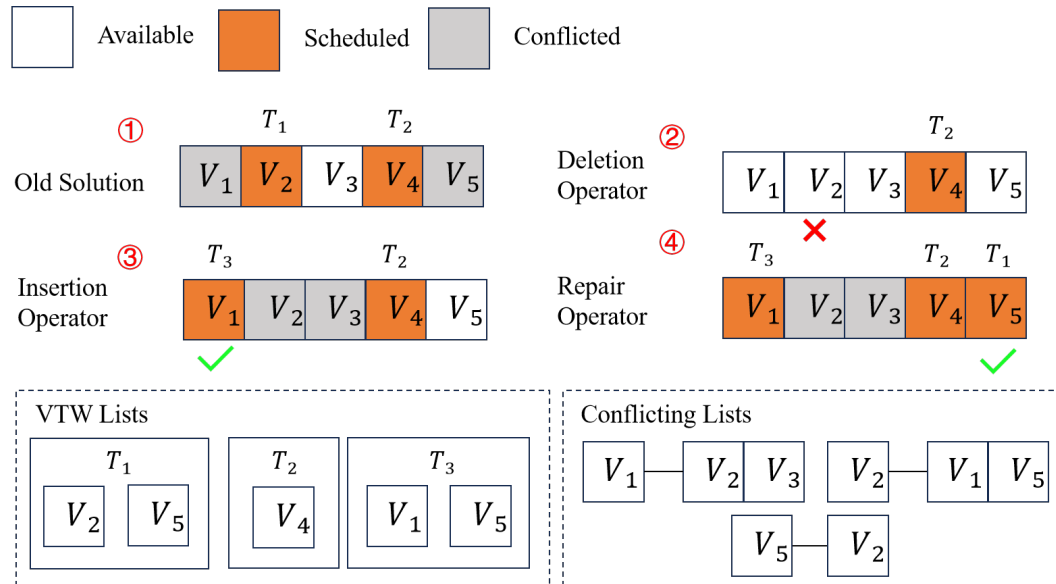 Available Scheduled Conflicted
① T₁ T₂
Old Solution V₁ V₂ V₃ V₄ V₅
② T₂
Deletion Operator V₁ V₂ V₃ V₄ V₅
③ T₃ T₂
Insertion Operator V₁ V₂ V₃ V₄ V₅
④ T₃ T₂ T₁
Repair Operator V₁ V₂ V₃ V₄ V₅
VTW Lists
T₁ T₂ T₃
V₂ V₅ V₄ V₁ V₅
Conflicting Lists
V₁ V₂ V₃ V₂ V₁ V₅
V₅ V₂